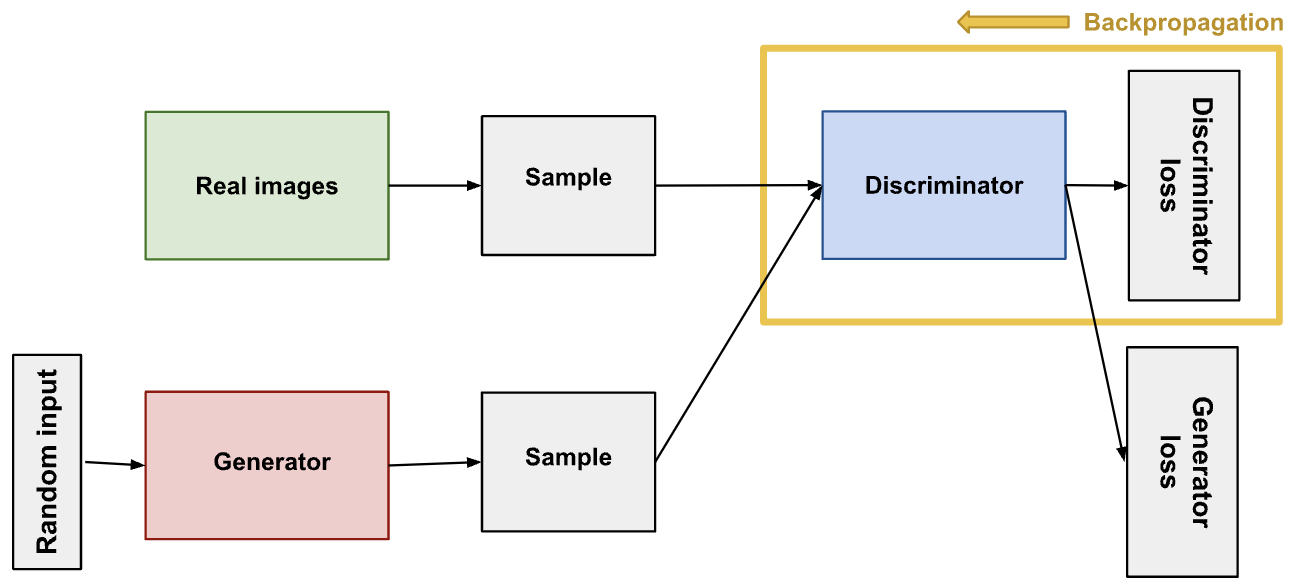 Backpropagation
Real images
Sample
Discriminator
Discriminator
loss
Random input
Generator
Sample
Generator
loss